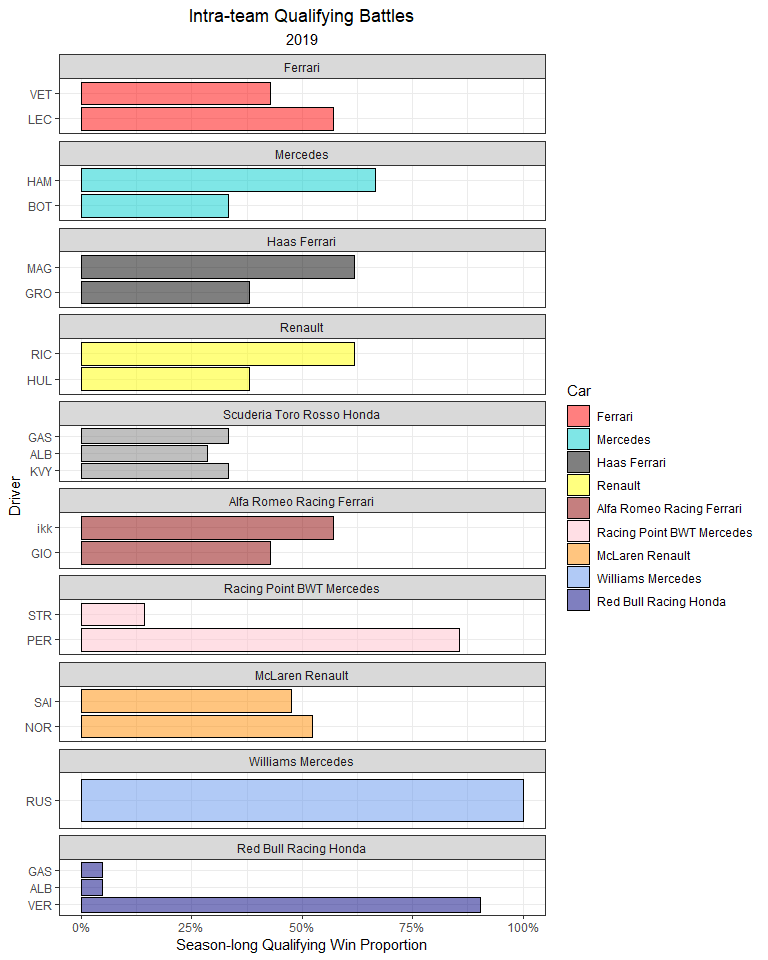 Intra-team Qualifying Battles
2019
Ferrari
VET
LEC
Mercedes
HAM
BOT
Haas Ferrari
MAG
GRO
Renault
RIC
HUL
Scuderia Toro Rosso Honda
GAS
ALB
KVY
Alfa Romeo Racing Ferrari
ikk
GIO
Racing Point BWT Mercedes
STR
PER
McLaren Renault
SAI
NOR
Williams Mercedes
RUS
Red Bull Racing Honda
GAS
ALB
VER
0% 25% 50% 75% 100%
Season-long Qualifying Win Proportion
Driver
Car
Ferrari
Mercedes
Haas Ferrari
Renault
Alfa Romeo Racing Ferrari
Racing Point BWT Mercedes
McLaren Renault
Williams Mercedes
Red Bull Racing Honda